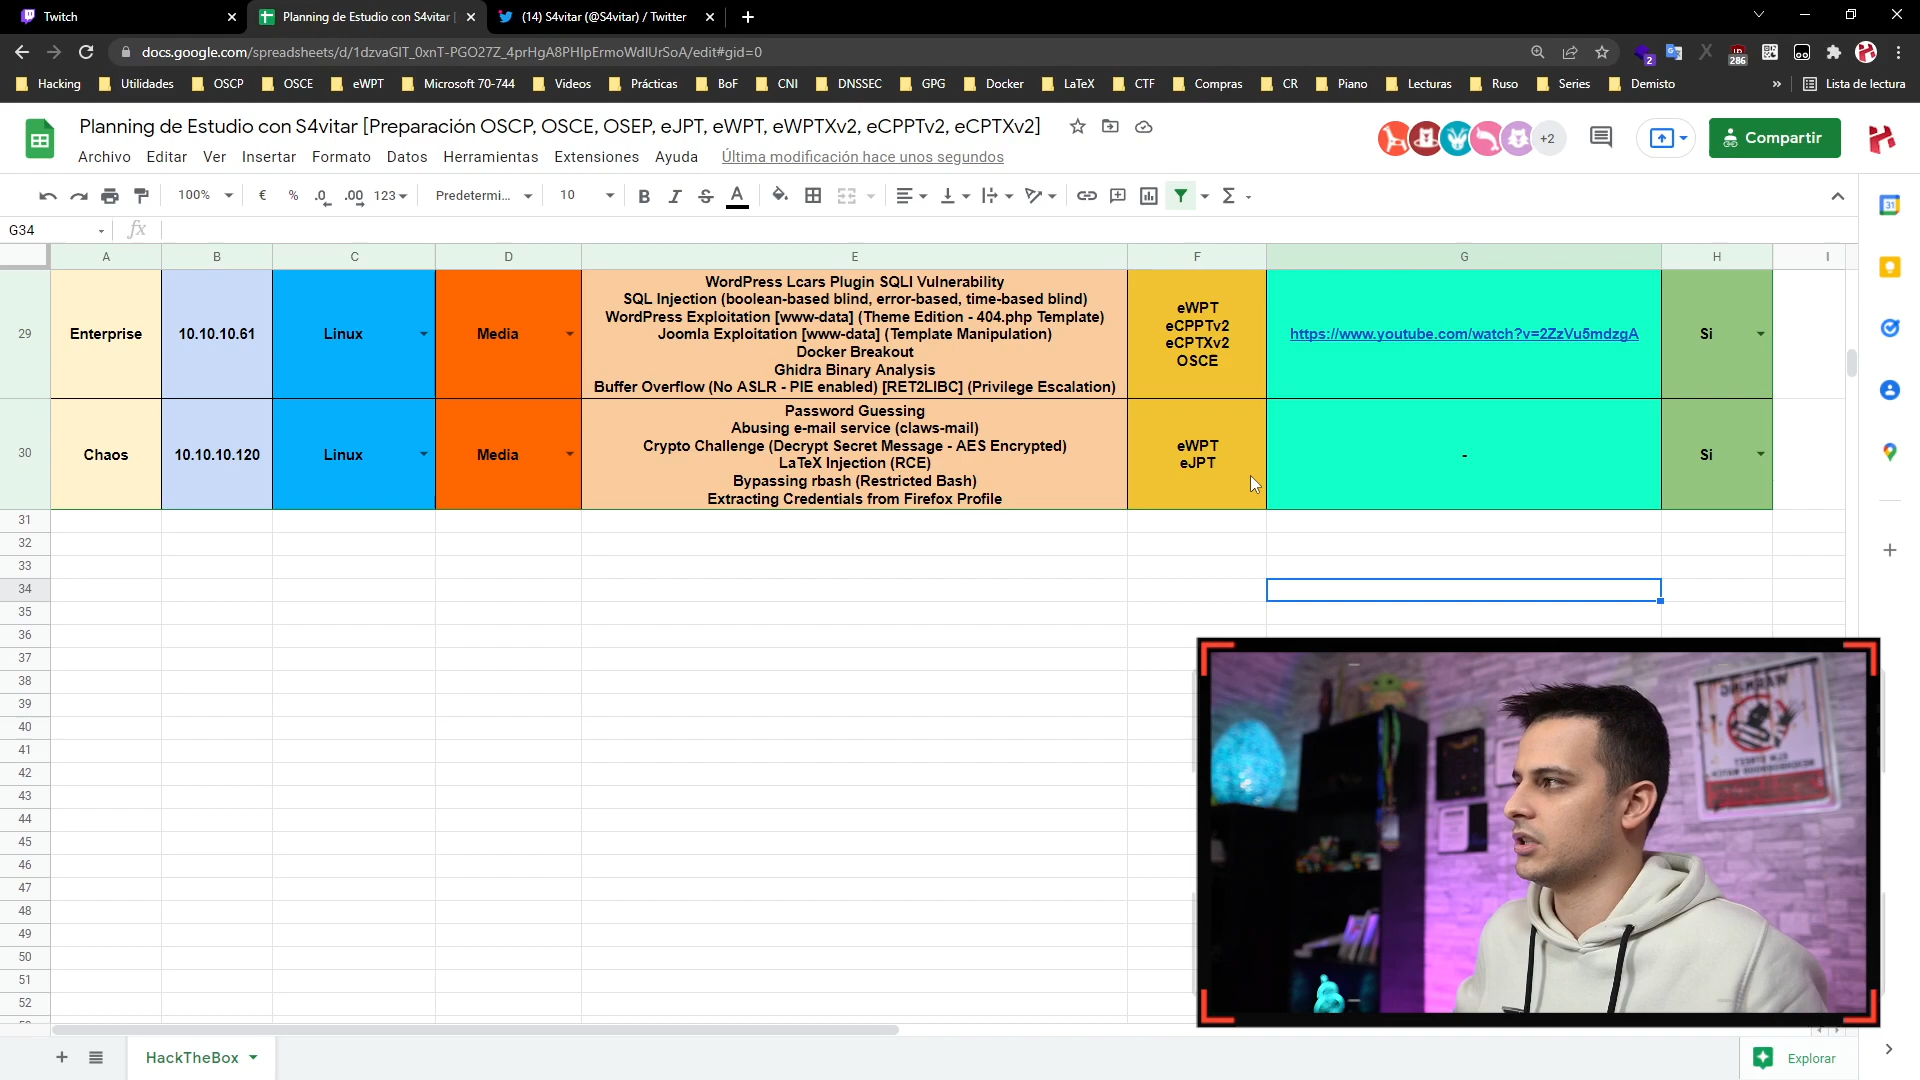 Twitch
Planning de Estudio con S4vitar
(14) S4vitar (@S4vitar) / Twitter
docs.google.com/spreadsheets/d/1dzvaGIT_0xnT-PGO27Z_4prHgA8PHIpErmoWdIUrSoA/edit#gid=0
2
286
Hacking
Utilidades
OSCP
OSCE
eWPT
Microsoft 70-744
Videos
Prácticas
BoF
CNI
DNSSEC
GPG
Docker
LaTeX
CTF
Compras
CR
Piano
Lecturas
Ruso
Series
Demisto
»
Lista de lectura
Planning de Estudio con S4vitar [Preparación OSCP, OSCE, OSEP, eJPT, eWPT, eWPTXv2, eCPPTv2, eCPTXv2]
+2
Compartir
Archivo
Editar
Ver
Insertar
Formato
Datos
Herramientas
Extensiones
Ayuda
Última modificación hace unos segundos
100%
€
%
.0
.00
123
Predetermi...
10
B
I
S
A
Σ
31
G34
fx
A
B
C
D
E
F
G
H
I
29
Enterprise
10.10.10.61
Linux
Media
WordPress Lcars Plugin SQLI Vulnerability
SQL Injection (boolean-based blind, error-based, time-based blind)
WordPress Exploitation [www-data] (Theme Edition - 404.php Template)
Joomla Exploitation [www-data] (Template Manipulation)
Docker Breakout
Ghidra Binary Analysis
Buffer Overflow (No ASLR - PIE enabled) [RET2LIBC] (Privilege Escalation)
eWPT
eCPPTv2
eCPTXv2
OSCE
https://www.youtube.com/watch?v=2ZzVu5mdzgA
Si
30
Chaos
10.10.10.120
Linux
Media
Password Guessing
Abusing e-mail service (claws-mail)
Crypto Challenge (Decrypt Secret Message - AES Encrypted)
LaTeX Injection (RCE)
Bypassing rbash (Restricted Bash)
Extracting Credentials from Firefox Profile
eWPT
eJPT
-
Si
31
32
33
34
35
36
37
38
39
40
41
42
43
44
45
46
47
48
49
50
51
52
HackTheBox
Explorar